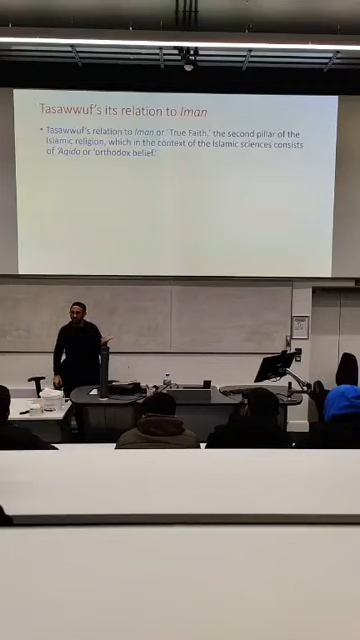 Tasawwuf's its relation to Iman
• Tasawwuf's relation to Iman or 'True Faith,' the second pillar of the
Islamic religion, which in the context of the Islamic sciences consists
of 'Aqida or 'orthodox belief.'